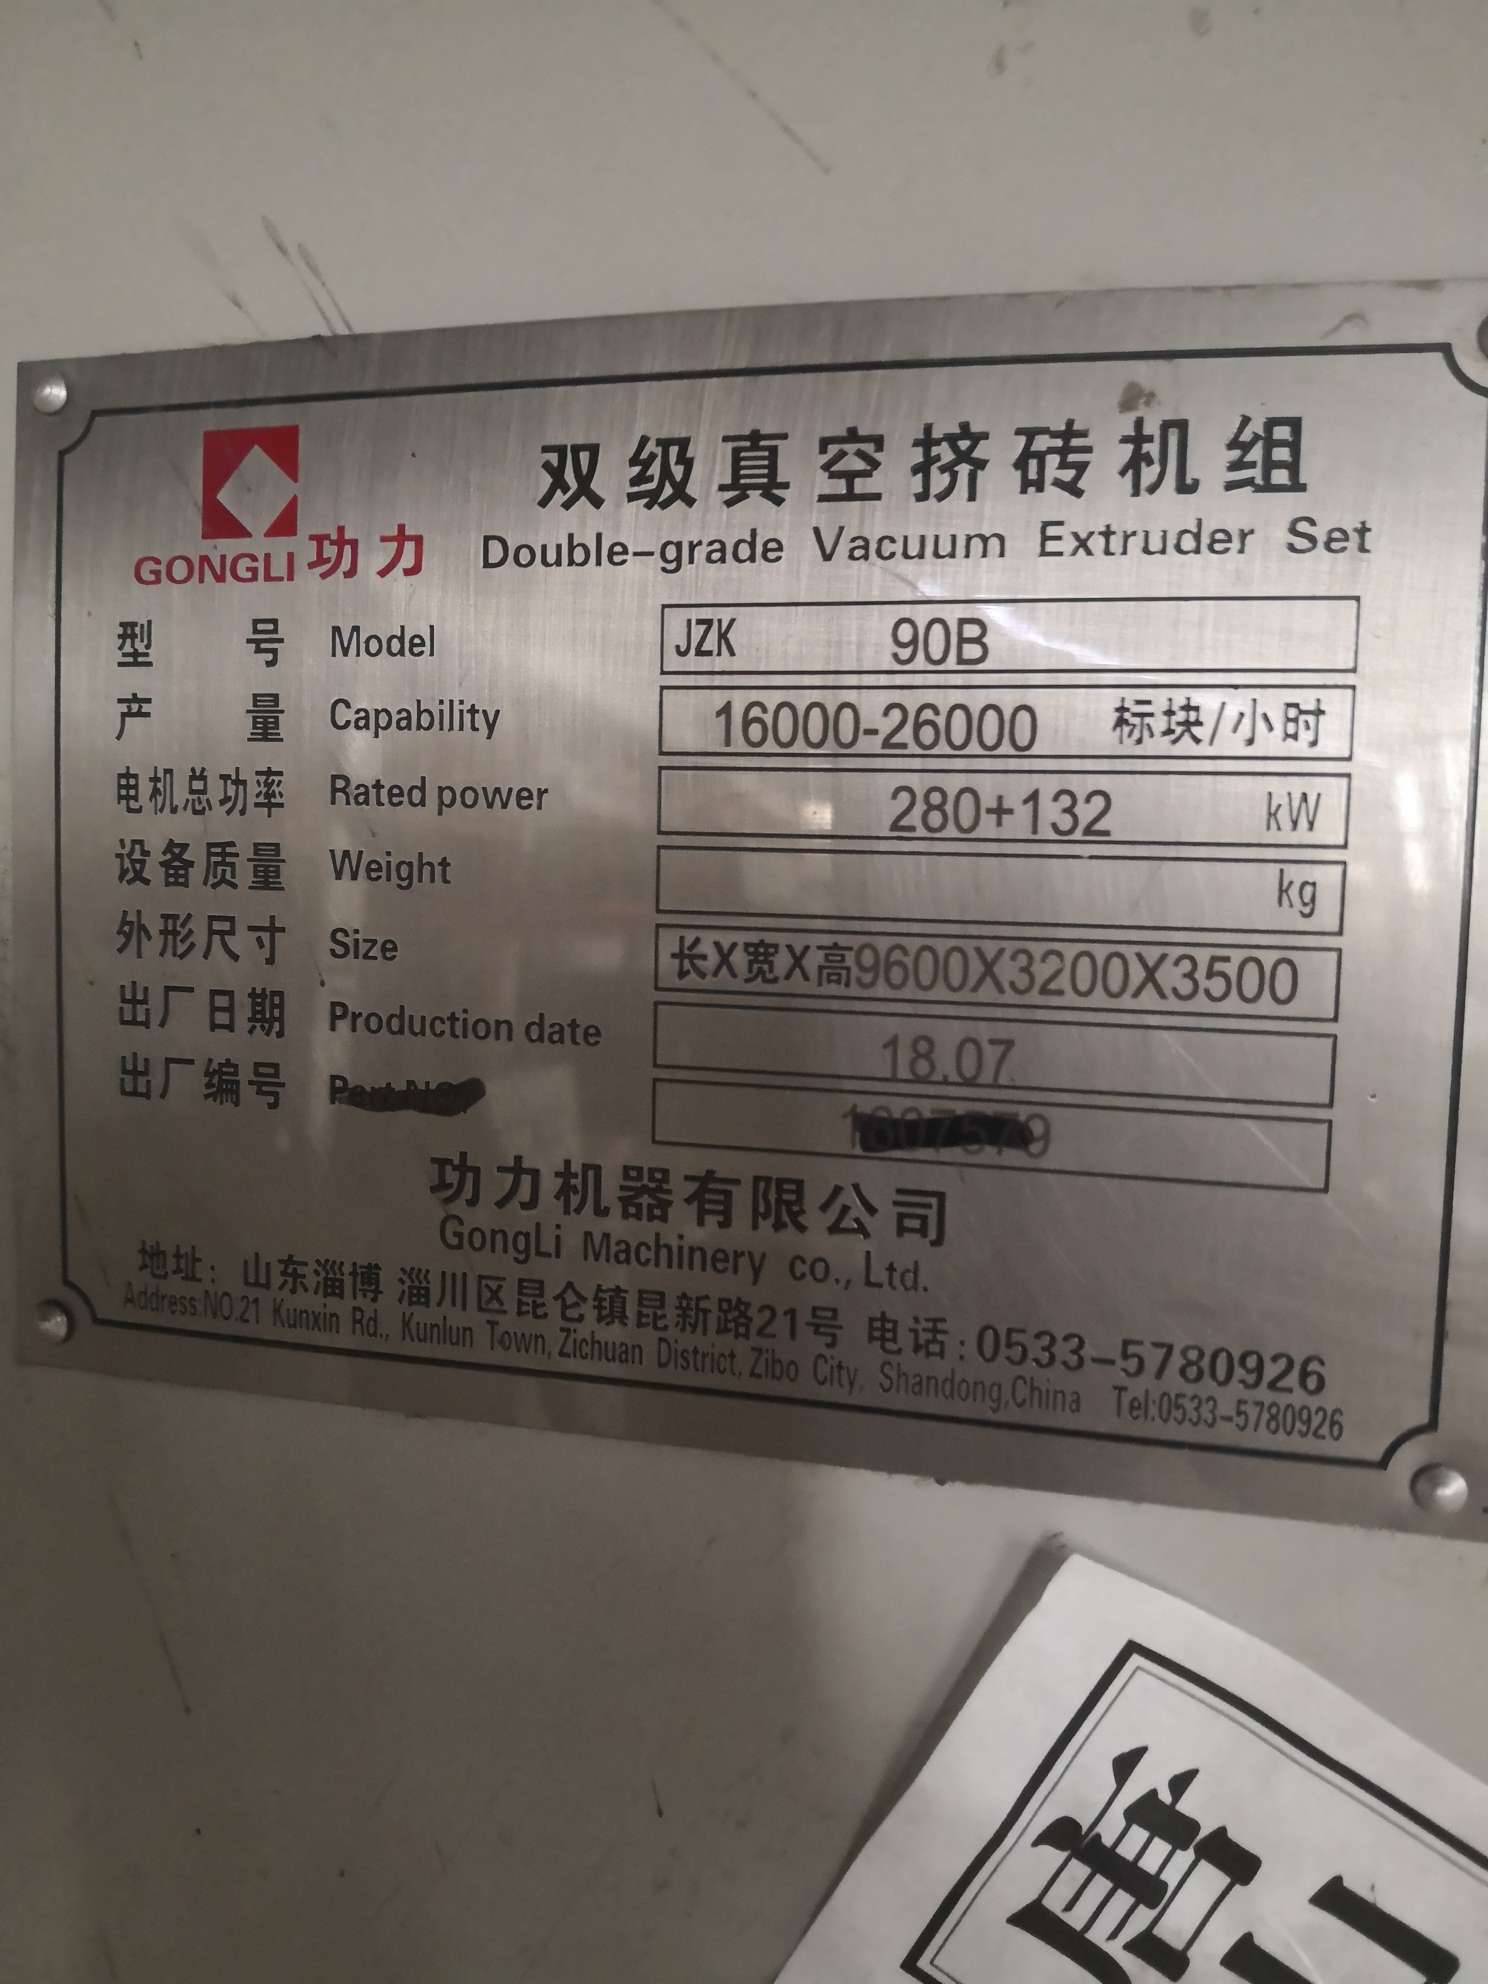 双级真空挤砖机组
GONGLI 功力 Double-grade Vacuum Extruder Set
型号 Model JZK 90B
产量 Capability 16000-26000 标块/小时
电机总功率 Rated power 280+132 kW
设备质量 Weight kg
外形尺寸 Size 长X宽X高9600X3200X3500
出厂日期 Production date 18.07
出厂编号
功力机器有限公司
GongLi Machinery co., Ltd.
地址: 山东淄博 淄川区昆仑镇昆新路21号 电话:0533-5780926
Address:NO.21 Kunxin Rd., Kunlun Town, Zichuan District, Zibo City, Shandong,China Tel:0533-5780926